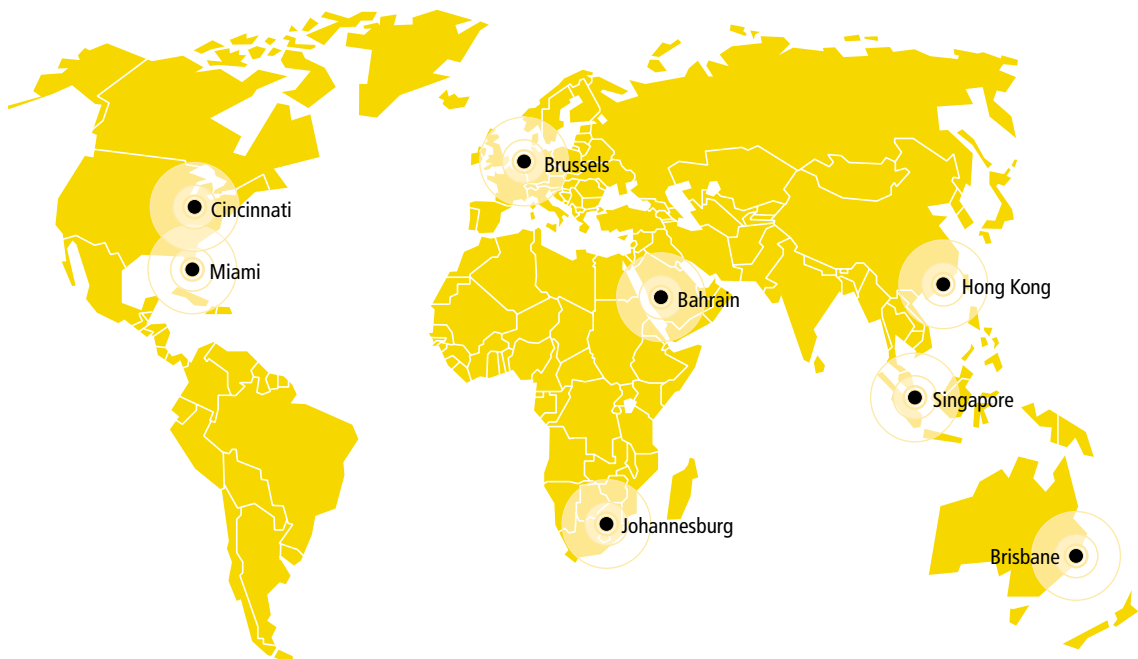 Brussels
Cincinnati
Miami
Hong Kong
Bahrain
Singapore
Johannesburg
Brisbane